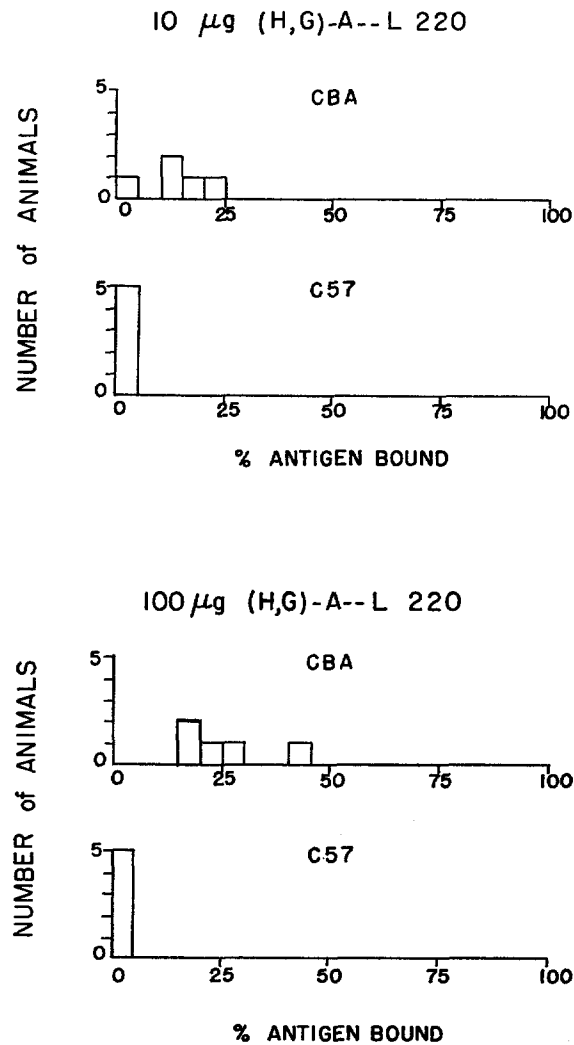 10 μg (H,G)-A--L 220
NUMBER of ANIMALS
CBA
5
0
0 25 50 75 100
C57
5
0
0 25 50 75 100
% ANTIGEN BOUND
100 μg (H,G)-A--L 220
NUMBER of ANIMALS
CBA
5
0
0 25 50 75 100
C57
5
0
0 25 50 75 100
% ANTIGEN BOUND